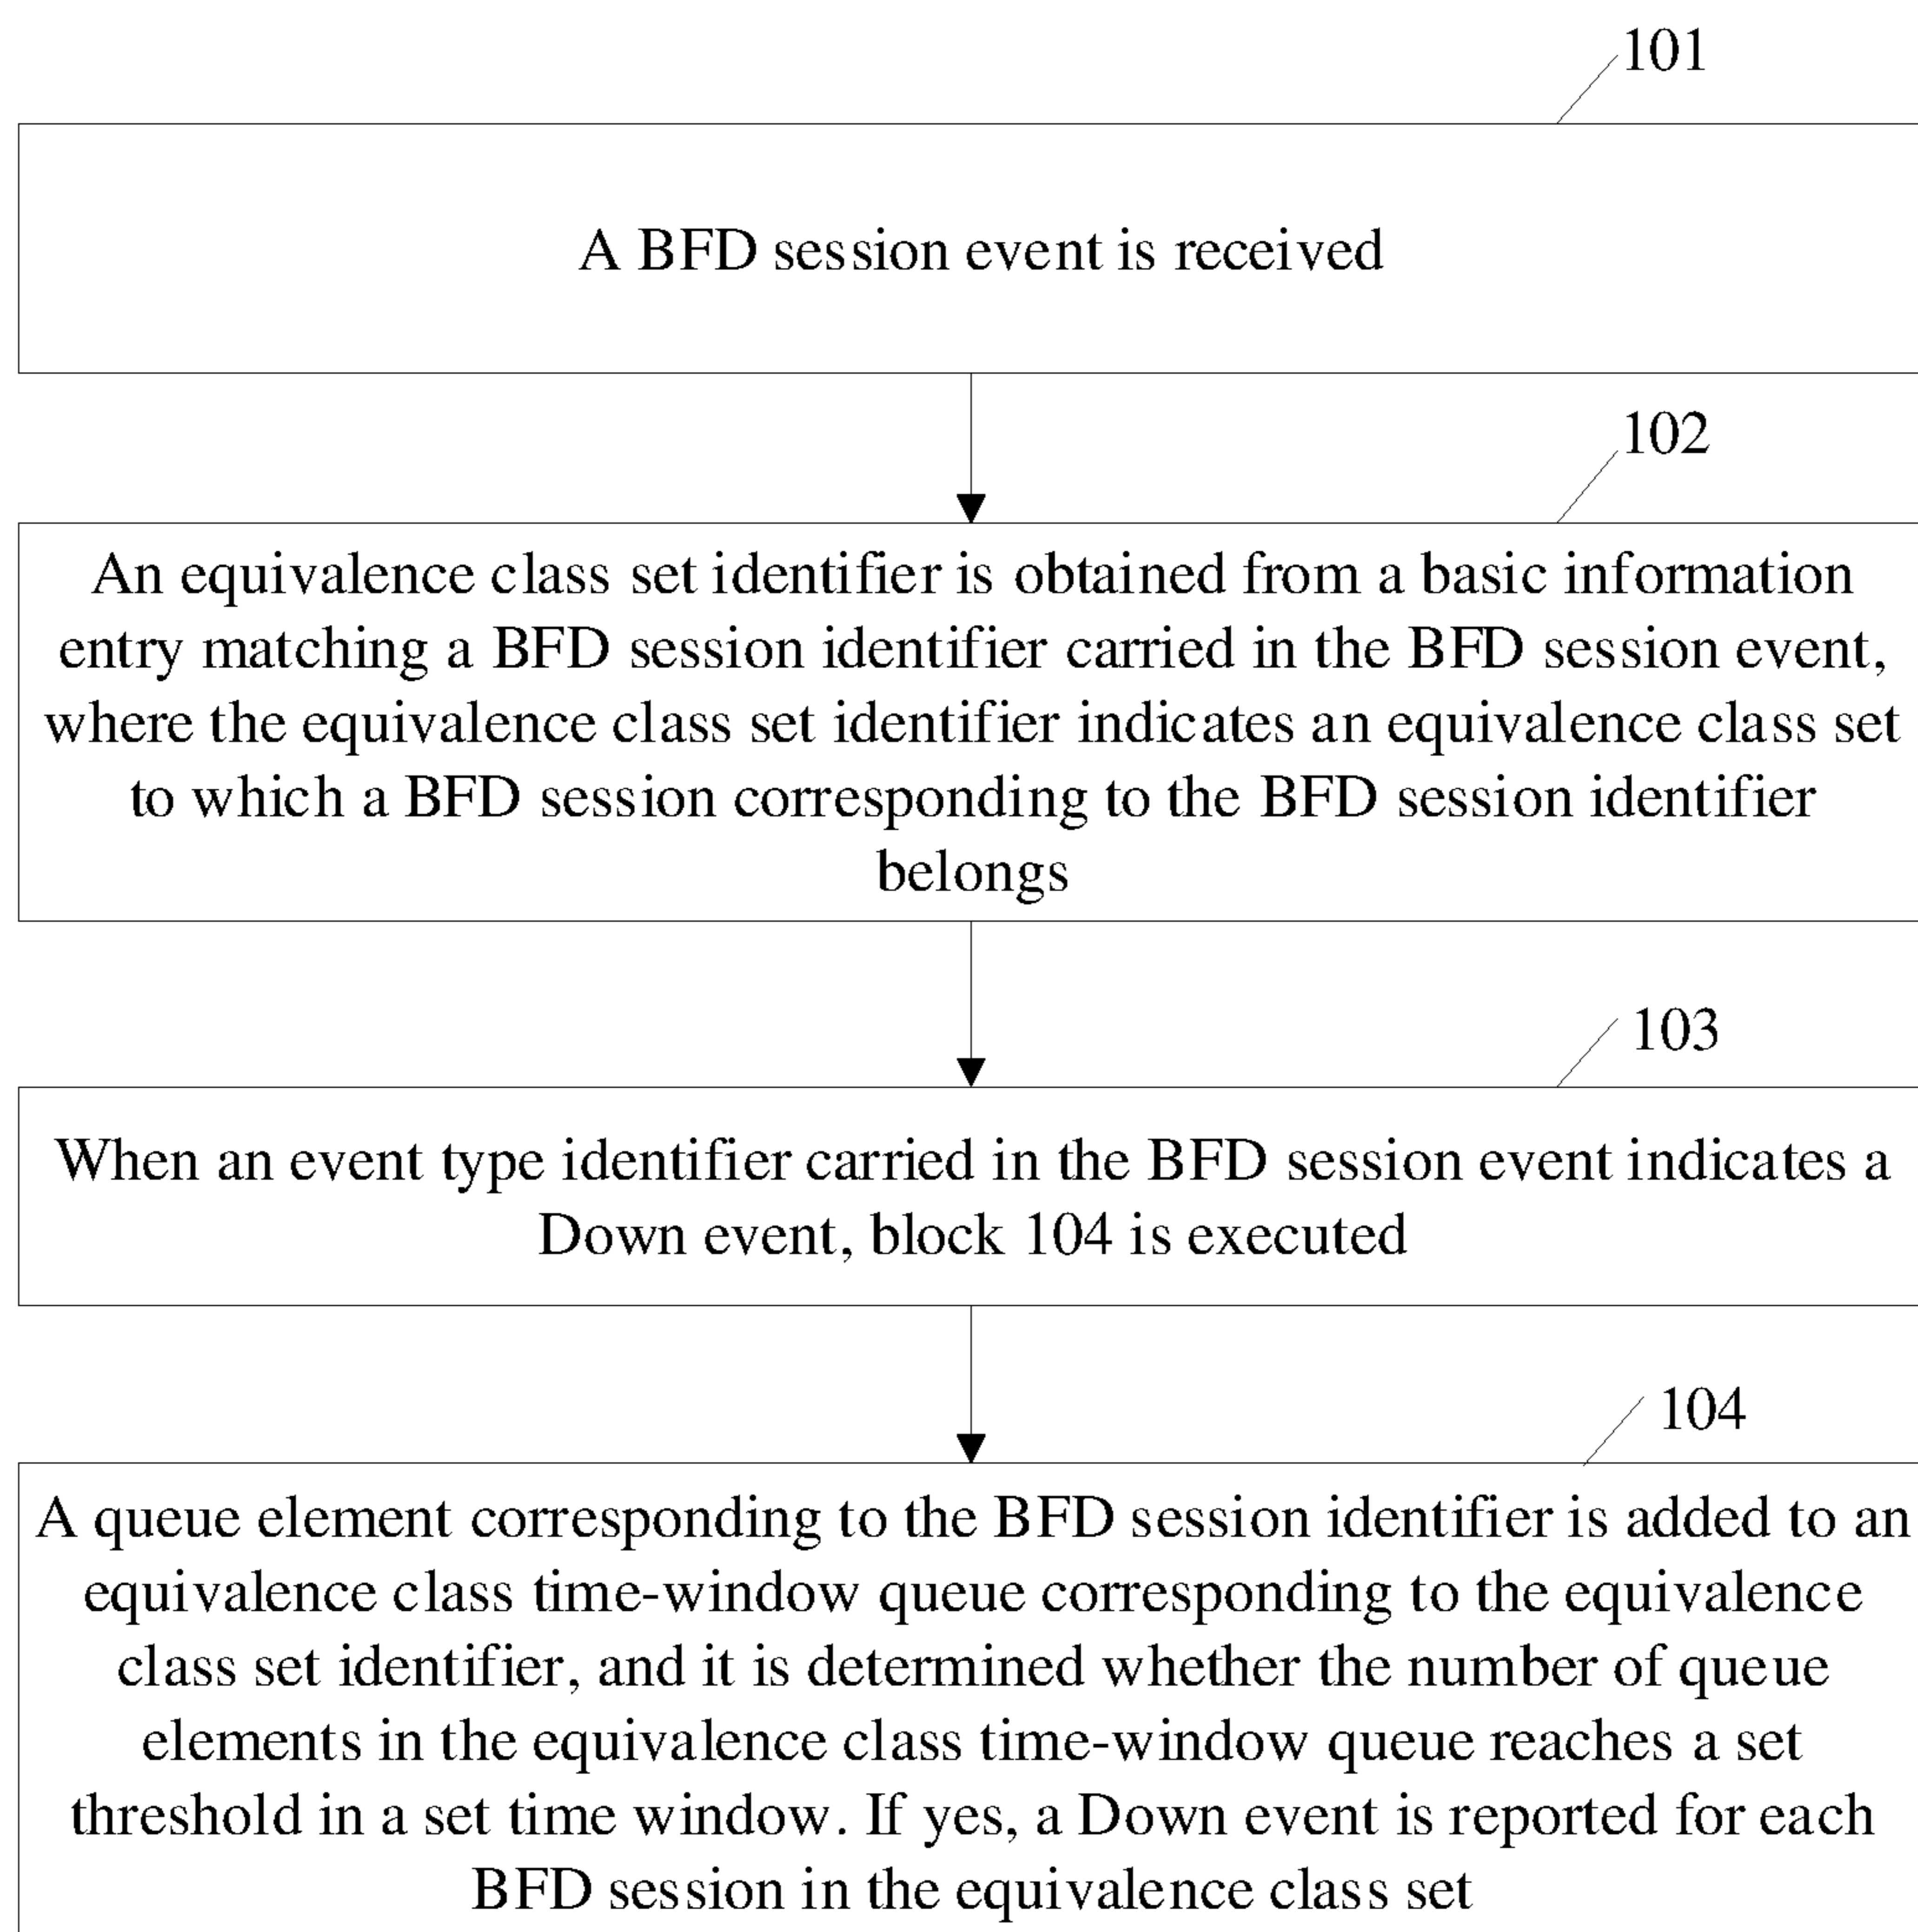 101
A BFD session event is received
102
An equivalence class set identifier is obtained from a basic information
entry matching a BFD session identifier carried in the BFD session event,
where the equivalence class set identifier indicates an equivalence class set
to which a BFD session corresponding to the BFD session identifier
belongs
103
When an event type identifier carried in the BFD session event indicates a
Down event, block 104 is executed
104
A queue element corresponding to the BFD session identifier is added to an
equivalence class time-window queue corresponding to the equivalence
class set identifier, and it is determined whether the number of queue
elements in the equivalence class time-window queue reaches a set
threshold in a set time window. If yes, a Down event is reported for each
BFD session in the equivalence class set